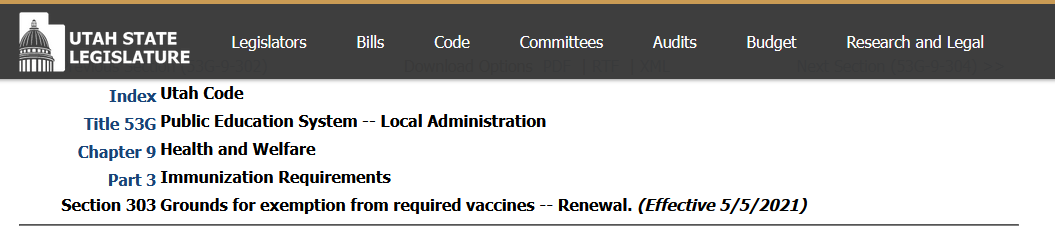 UTAH STATE
LEGISLATURE
Legislators Bills Code Committees Audits Budget Research and Legal
Index Utah Code
Title 53G Public Education System -- Local Administration
Chapter 9 Health and Welfare
Part 3 Immunization Requirements
Section 303 Grounds for exemption from required vaccines -- Renewal. (Effective 5/5/2021)